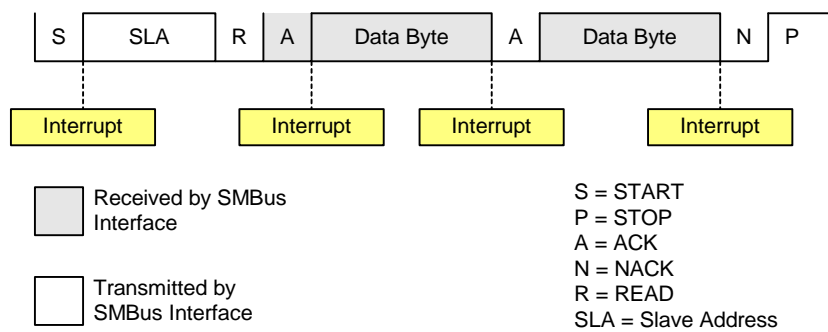 S SLA R A Data Byte A Data Byte N P
Interrupt Interrupt Interrupt Interrupt
Received by SMBus
Interface
Transmitted by
SMBus Interface
S = START
P = STOP
A = ACK
N = NACK
R = READ
SLA = Slave Address